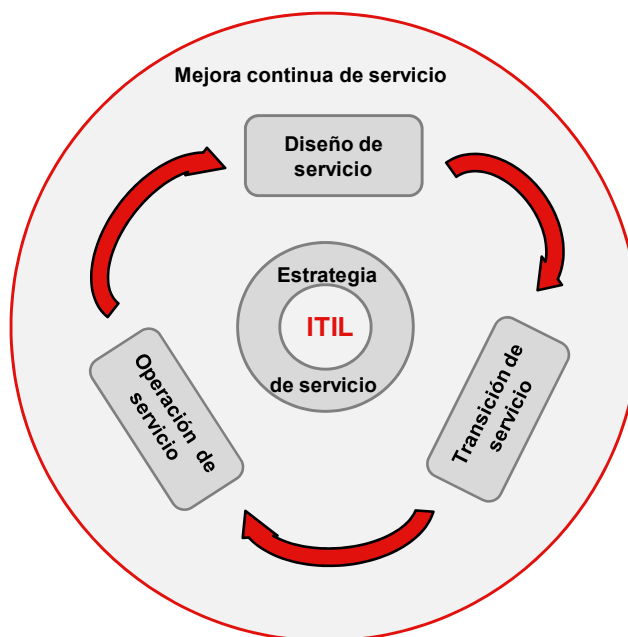 Mejora continua de servicio
Diseño de
servicio
Estrategia
ITIL
de servicio
Operación de
servicio
Transición de
servicio